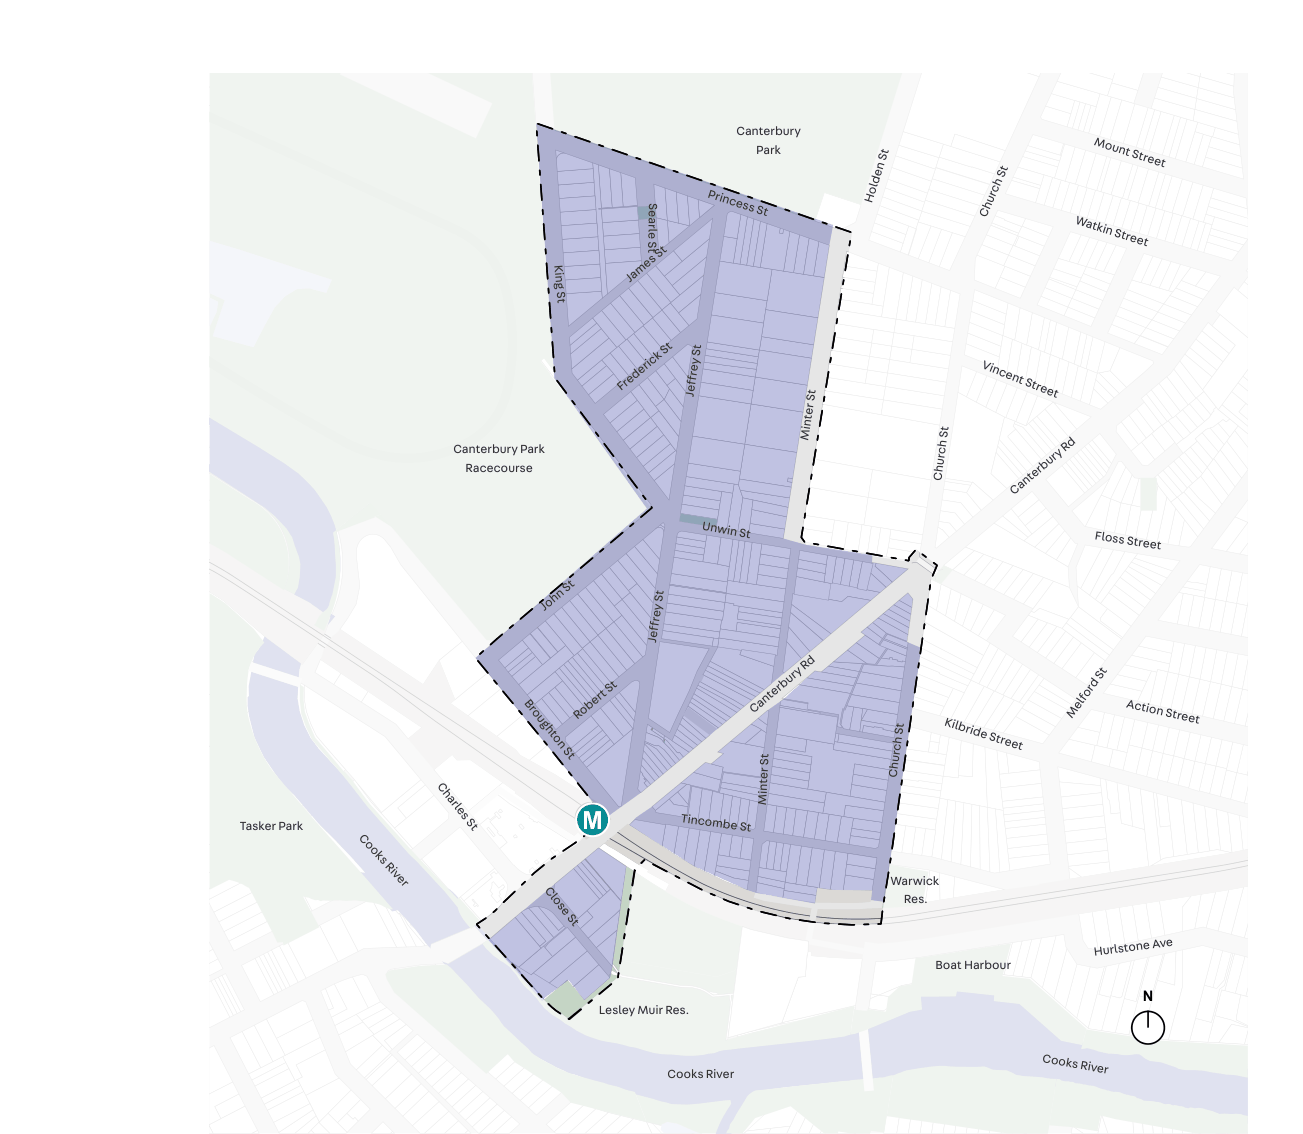 Canterbury
Park
Mount Street
Holden St
Church St
Princess St
Searle St
Watkin Street
James St
King St
Frederick St
Jeffrey St
Vincent Street
Minter St
Church St
Canterbury Rd
Canterbury Park
Racecourse
Unwin St
Floss Street
John St
Jeffrey St
Robert St
Canterbury Rd
Melford St
Action Street
Broughton St
Kilbride Street
Church St
Minter St
Charles St
M
Tincombe St
Tasker Park
Cooks River
Warwick
Res.
Close St
Hurlstone Ave
Boat Harbour
N
Lesley Muir Res.
Cooks River
Cooks River